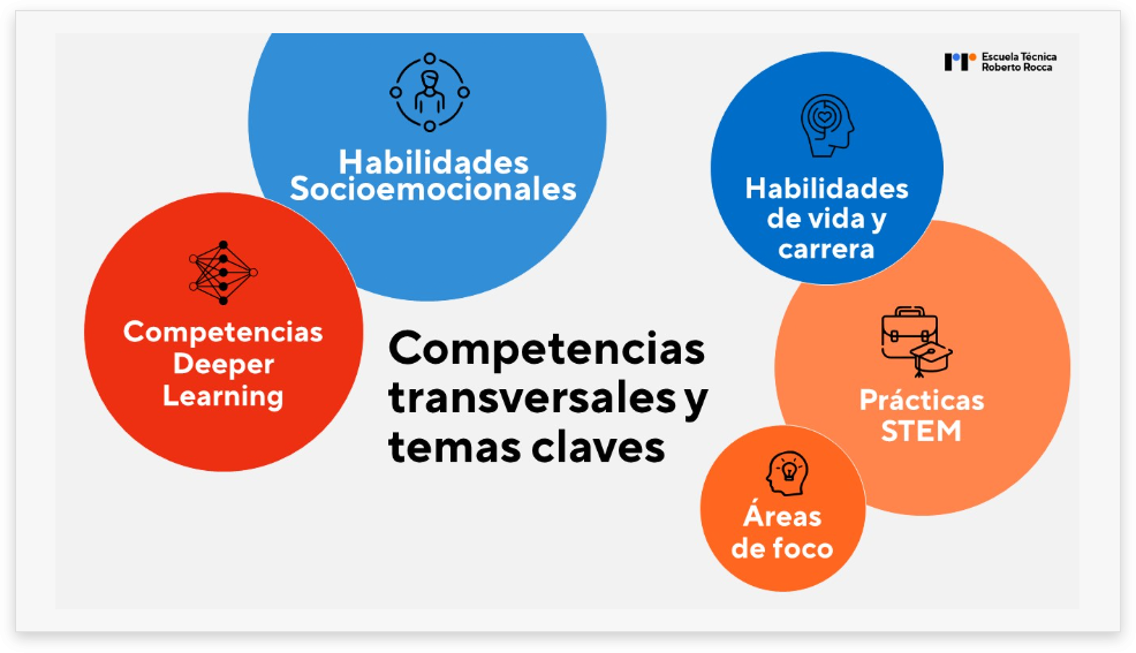 Escuela Técnica
Roberto Rocca
Habilidades
Socioemocionales
Habilidades
de vida y
carrera
Competencias
Deeper
Learning
Competencias
transversales y
temas claves
Prácticas
STEM
Áreas
de foco